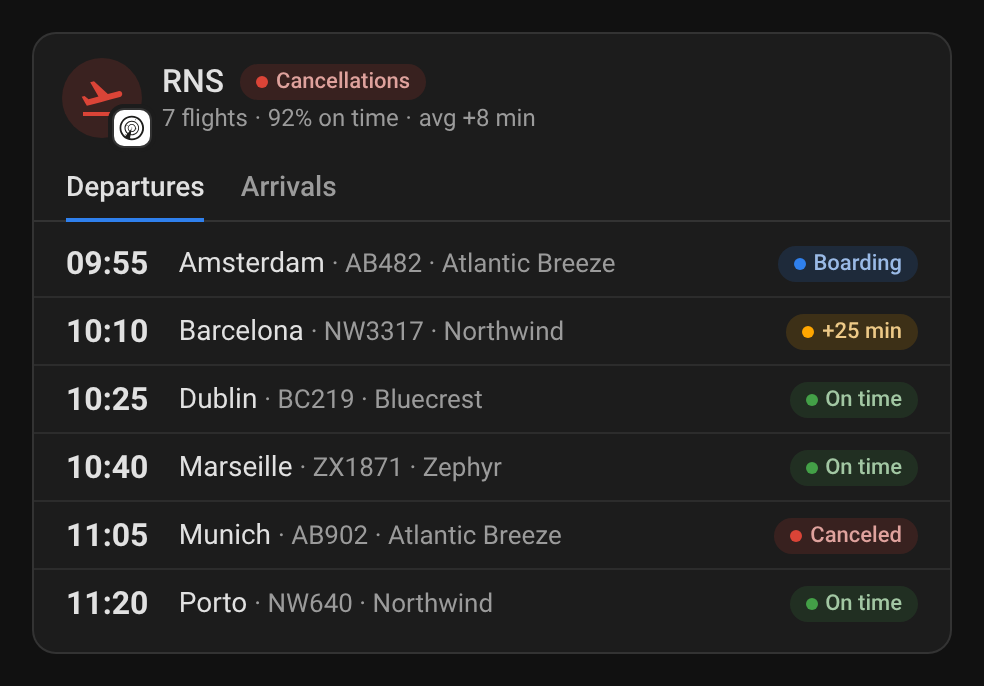 RNS Cancellations
7 flights · 92% on time · avg +8 min
Departures Arrivals
09:55 Amsterdam · AB482 · Atlantic Breeze Boarding
10:10 Barcelona · NW3317 · Northwind +25 min
10:25 Dublin · BC219 · Bluecrest On time
10:40 Marseille · ZX1871 · Zephyr On time
11:05 Munich · AB902 · Atlantic Breeze Canceled
11:20 Porto · NW640 · Northwind On time